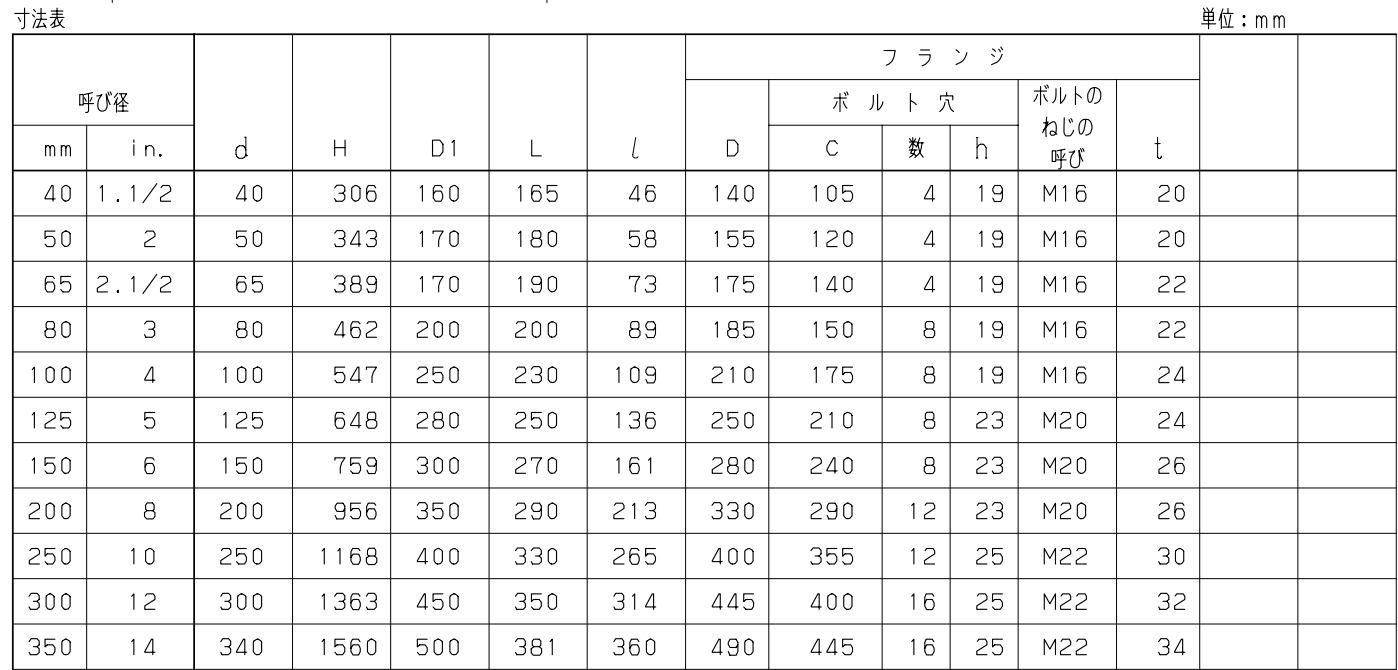 寸法表 単位：mm
フランジ
呼び径 ボルト穴 ボルトの
ねじの
呼び
mm in. d H D1 L l D C 数 h t
40 1.1/2 40 306 160 165 46 140 105 4 19 M16 20
50 2 50 343 170 180 58 155 120 4 19 M16 20
65 2.1/2 65 389 170 190 73 175 140 4 19 M16 22
80 3 80 462 200 200 89 185 150 8 19 M16 22
100 4 100 547 250 230 109 210 175 8 19 M16 24
125 5 125 648 280 250 136 250 210 8 23 M20 24
150 6 150 759 300 270 161 280 240 8 23 M20 26
200 8 200 956 350 290 213 330 290 12 23 M20 26
250 10 250 1168 400 330 265 400 355 12 25 M22 30
300 12 300 1363 450 350 314 445 400 16 25 M22 32
350 14 340 1560 500 381 360 490 445 16 25 M22 34